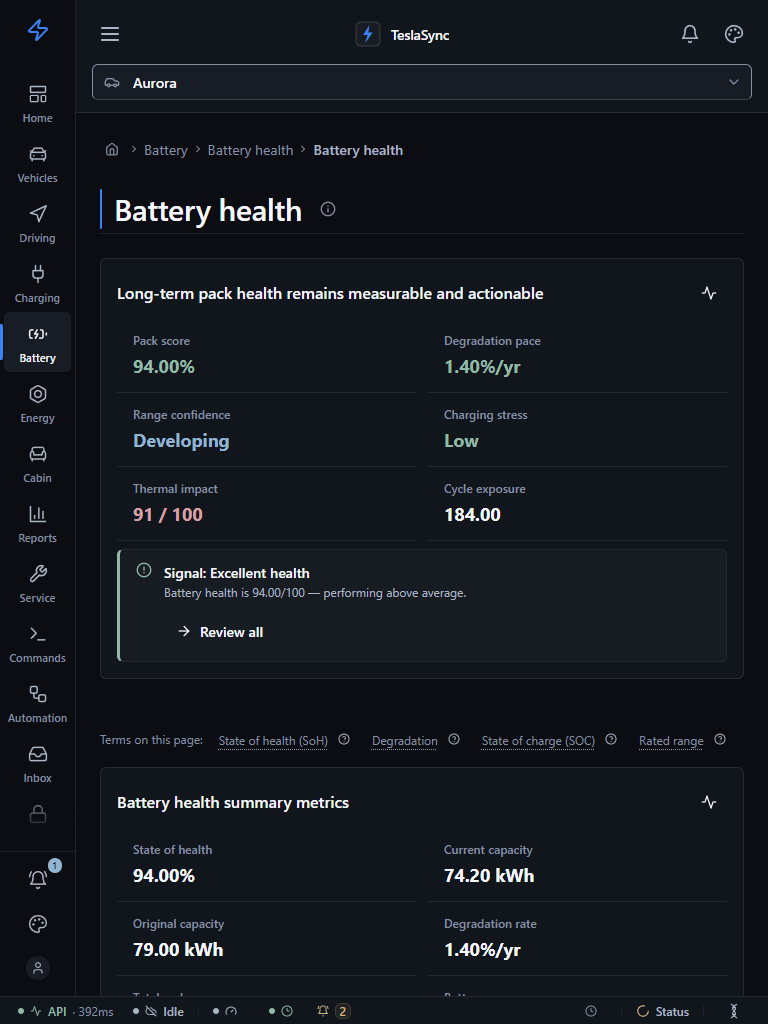 TeslaSync
Aurora
Home
Vehicles
Driving
Charging
Battery
Energy
Cabin
Reports
Service
Commands
Automation
Inbox
1
Battery
Battery health
Battery health
Battery health
Long-term pack health remains measurable and actionable
Pack score
94.00%
Degradation pace
1.40%/yr
Range confidence
Developing
Charging stress
Low
Thermal impact
91 / 100
Cycle exposure
184.00
Signal: Excellent health
Battery health is 94.00/100 — performing above average.
Review all
Terms on this page: State of health (SoH) Degradation State of charge (SOC) Rated range
Battery health summary metrics
State of health
94.00%
Current capacity
74.20 kWh
Original capacity
79.00 kWh
Degradation rate
1.40%/yr
API · 392ms Idle 2 Status